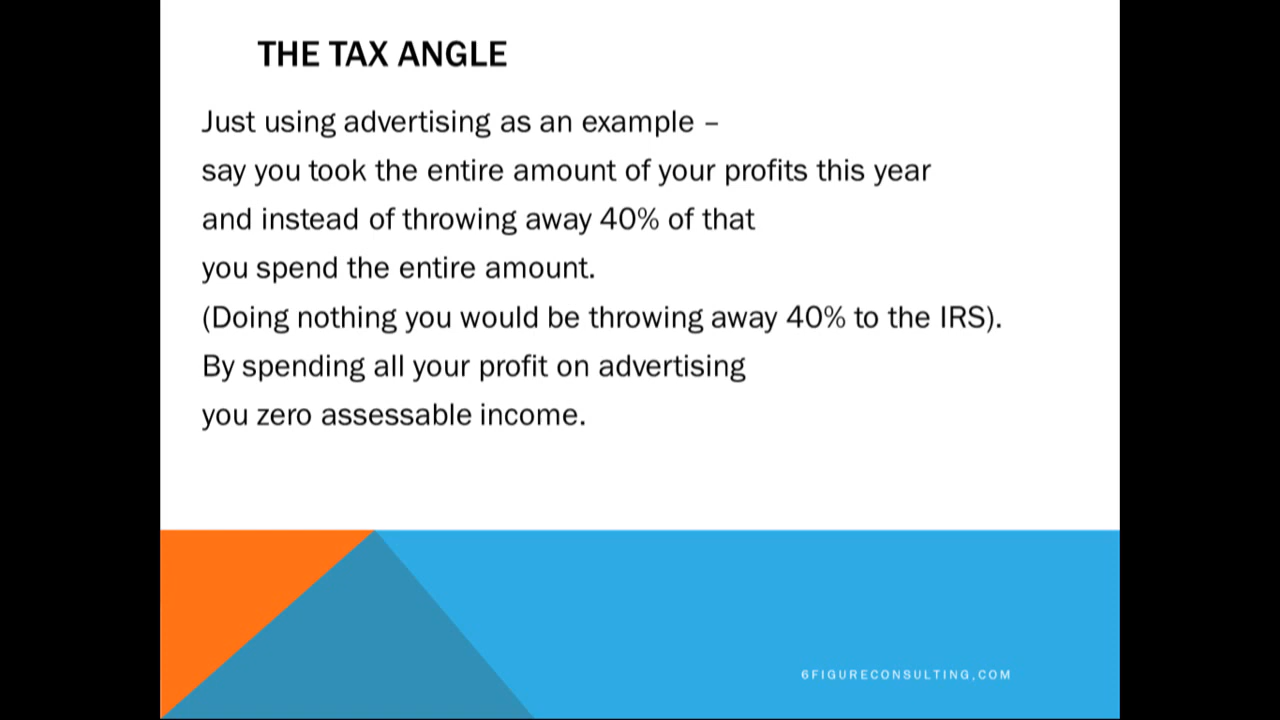 THE TAX ANGLE
Just using advertising as an example –
say you took the entire amount of your profits this year
and instead of throwing away 40% of that
you spend the entire amount.
(Doing nothing you would be throwing away 40% to the IRS).
By spending all your profit on advertising
you zero assessable income.
6FIGURECONSULTING,COM